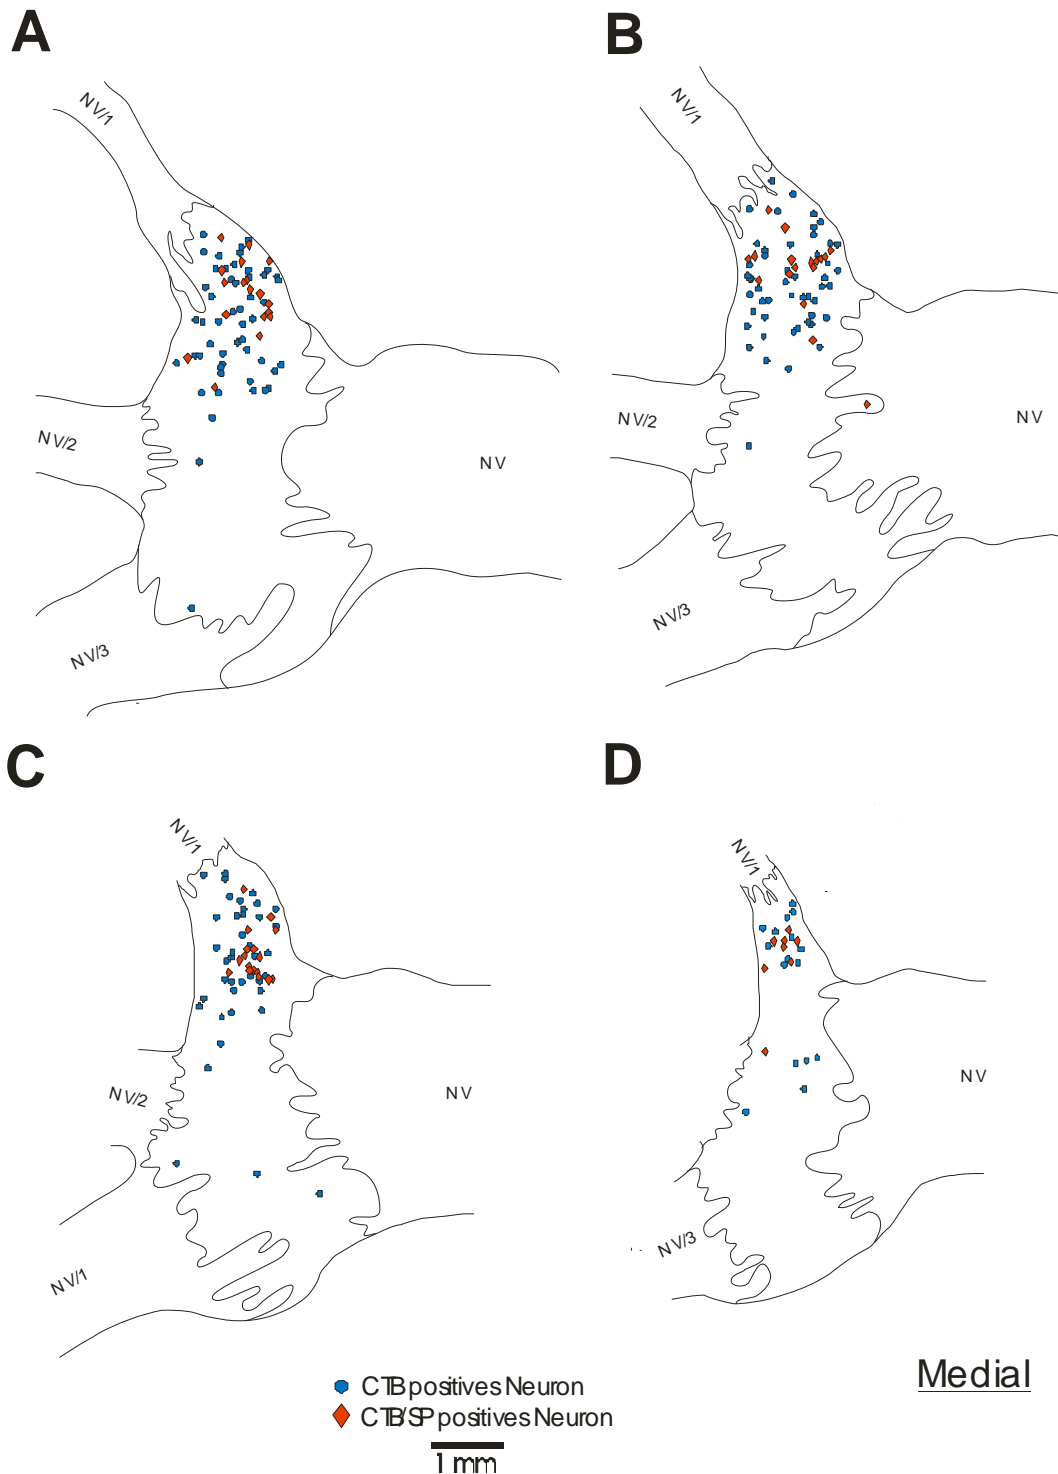 A
B
NV/1
NV/1
NV/2
NV
NV/2
NV
NV/3
NV/3
C
D
NV/1
NV/1
NV/2
NV
NV
NV/1
NV/3
Medial
CTB positives Neuron
CTB/SP positives Neuron
1 mm